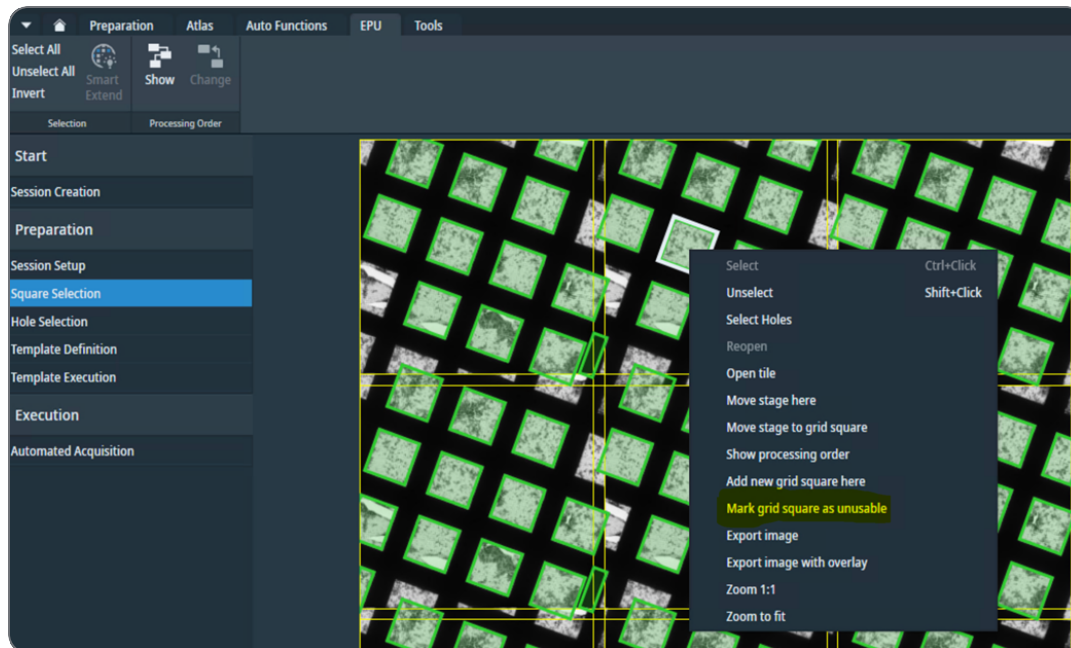 Preparation Atlas Auto Functions EPU Tools
Select All
Unselect All
Invert
Smart
Extend
Show
Change
Selection
Processing Order
Start
Session Creation
Preparation
Session Setup
Square Selection
Hole Selection
Template Definition
Template Execution
Execution
Automated Acquisition
Select Ctrl+Click
Unselect Shift+Click
Select Holes
Reopen
Open tile
Move stage here
Move stage to grid square
Show processing order
Add new grid square here
Mark grid square as unusable
Export image
Export image with overlay
Zoom 1:1
Zoom to fit